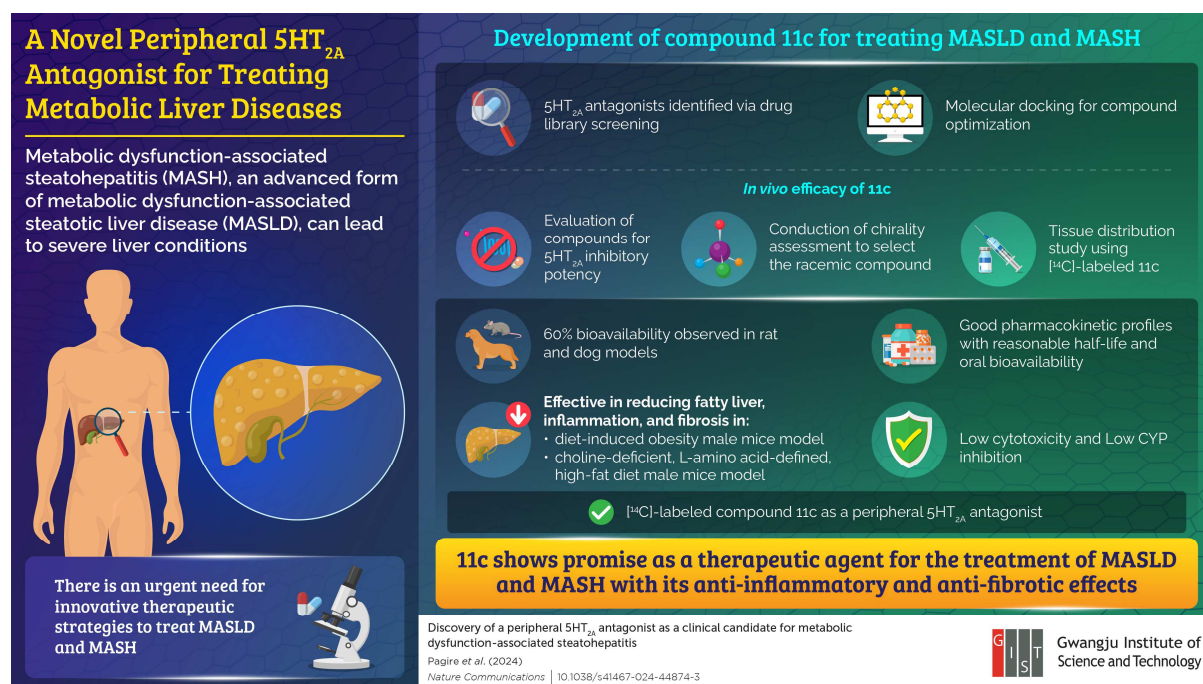 A Novel Peripheral 5HT2A
Antagonist for Treating
Metabolic Liver Diseases
Metabolic dysfunction-associated
steatohepatitis (MASH), an advanced form
of metabolic dysfunction-associated
steatotic liver disease (MASLD), can lead
to severe liver conditions
There is an urgent need for
innovative therapeutic
strategies to treat MASLD
and MASH
Development of compound 11c for treating MASLD and MASH
5HT2A antagonists identified via drug
library screening
Molecular docking for compound
optimization
In vivo efficacy of 11c
Evaluation of
compounds for
5HT2A inhibitory
potency
Conduction of chirality
assessment to select
the racemic compound
Tissue distribution
study using
[14C]-labeled 11c
60% bioavailability observed in rat
and dog models
Good pharmacokinetic profiles
with reasonable half-life and
oral bioavailability
Effective in reducing fatty liver,
inflammation, and fibrosis in:
• diet-induced obesity male mice model
• choline-deficient, L-amino acid-defined,
high-fat diet male mice model
Low cytotoxicity and Low CYP
inhibition
[14C]-labeled compound 11c as a peripheral 5HT2A antagonist
11c shows promise as a therapeutic agent for the treatment of MASLD
and MASH with its anti-inflammatory and anti-fibrotic effects
Discovery of a peripheral 5HT2A antagonist as a clinical candidate for metabolic
dysfunction-associated steatohepatitis
Pagire et al. (2024)
Nature Communications | 10.1038/s41467-024-44874-3
GIST
Gwangju Institute of
Science and Technology